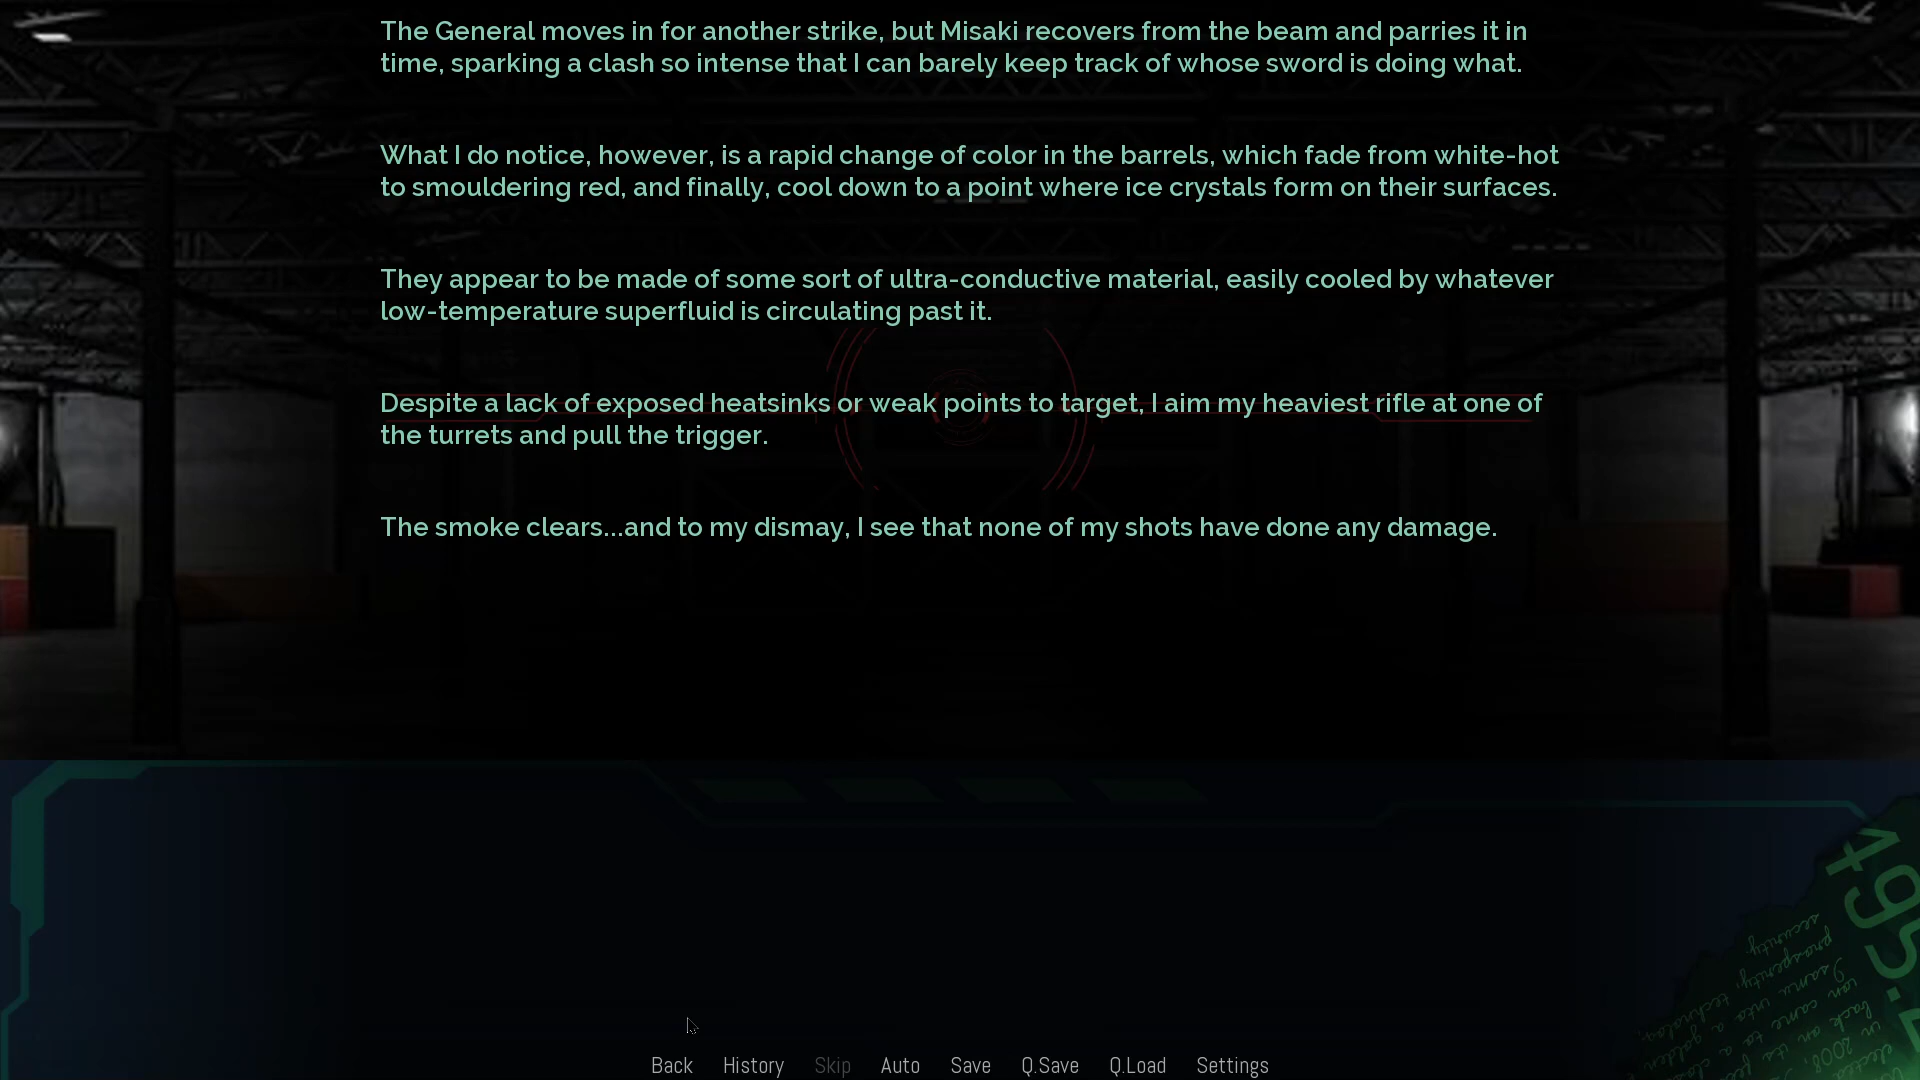 The General moves in for another strike, but Misaki recovers from the beam and parries it in
time, sparking a clash so intense that I can barely keep track of whose sword is doing what.
What I do notice, however, is a rapid change of color in the barrels, which fade from white-hot
to smouldering red, and finally, cool down to a point where ice crystals form on their surfaces.
They appear to be made of some sort of ultra-conductive material, easily cooled by whatever
low-temperature superfluid is circulating past it.
Despite a lack of exposed heatsinks or weak points to target, I aim my heaviest rifle at one of
the turrets and pull the trigger.
The smoke clears...and to my dismay, I see that none of my shots have done any damage.
195.
security.
prosperity, technolog
golden
2008,
Back History Skip Auto Save Q.Save Q.Load Settings